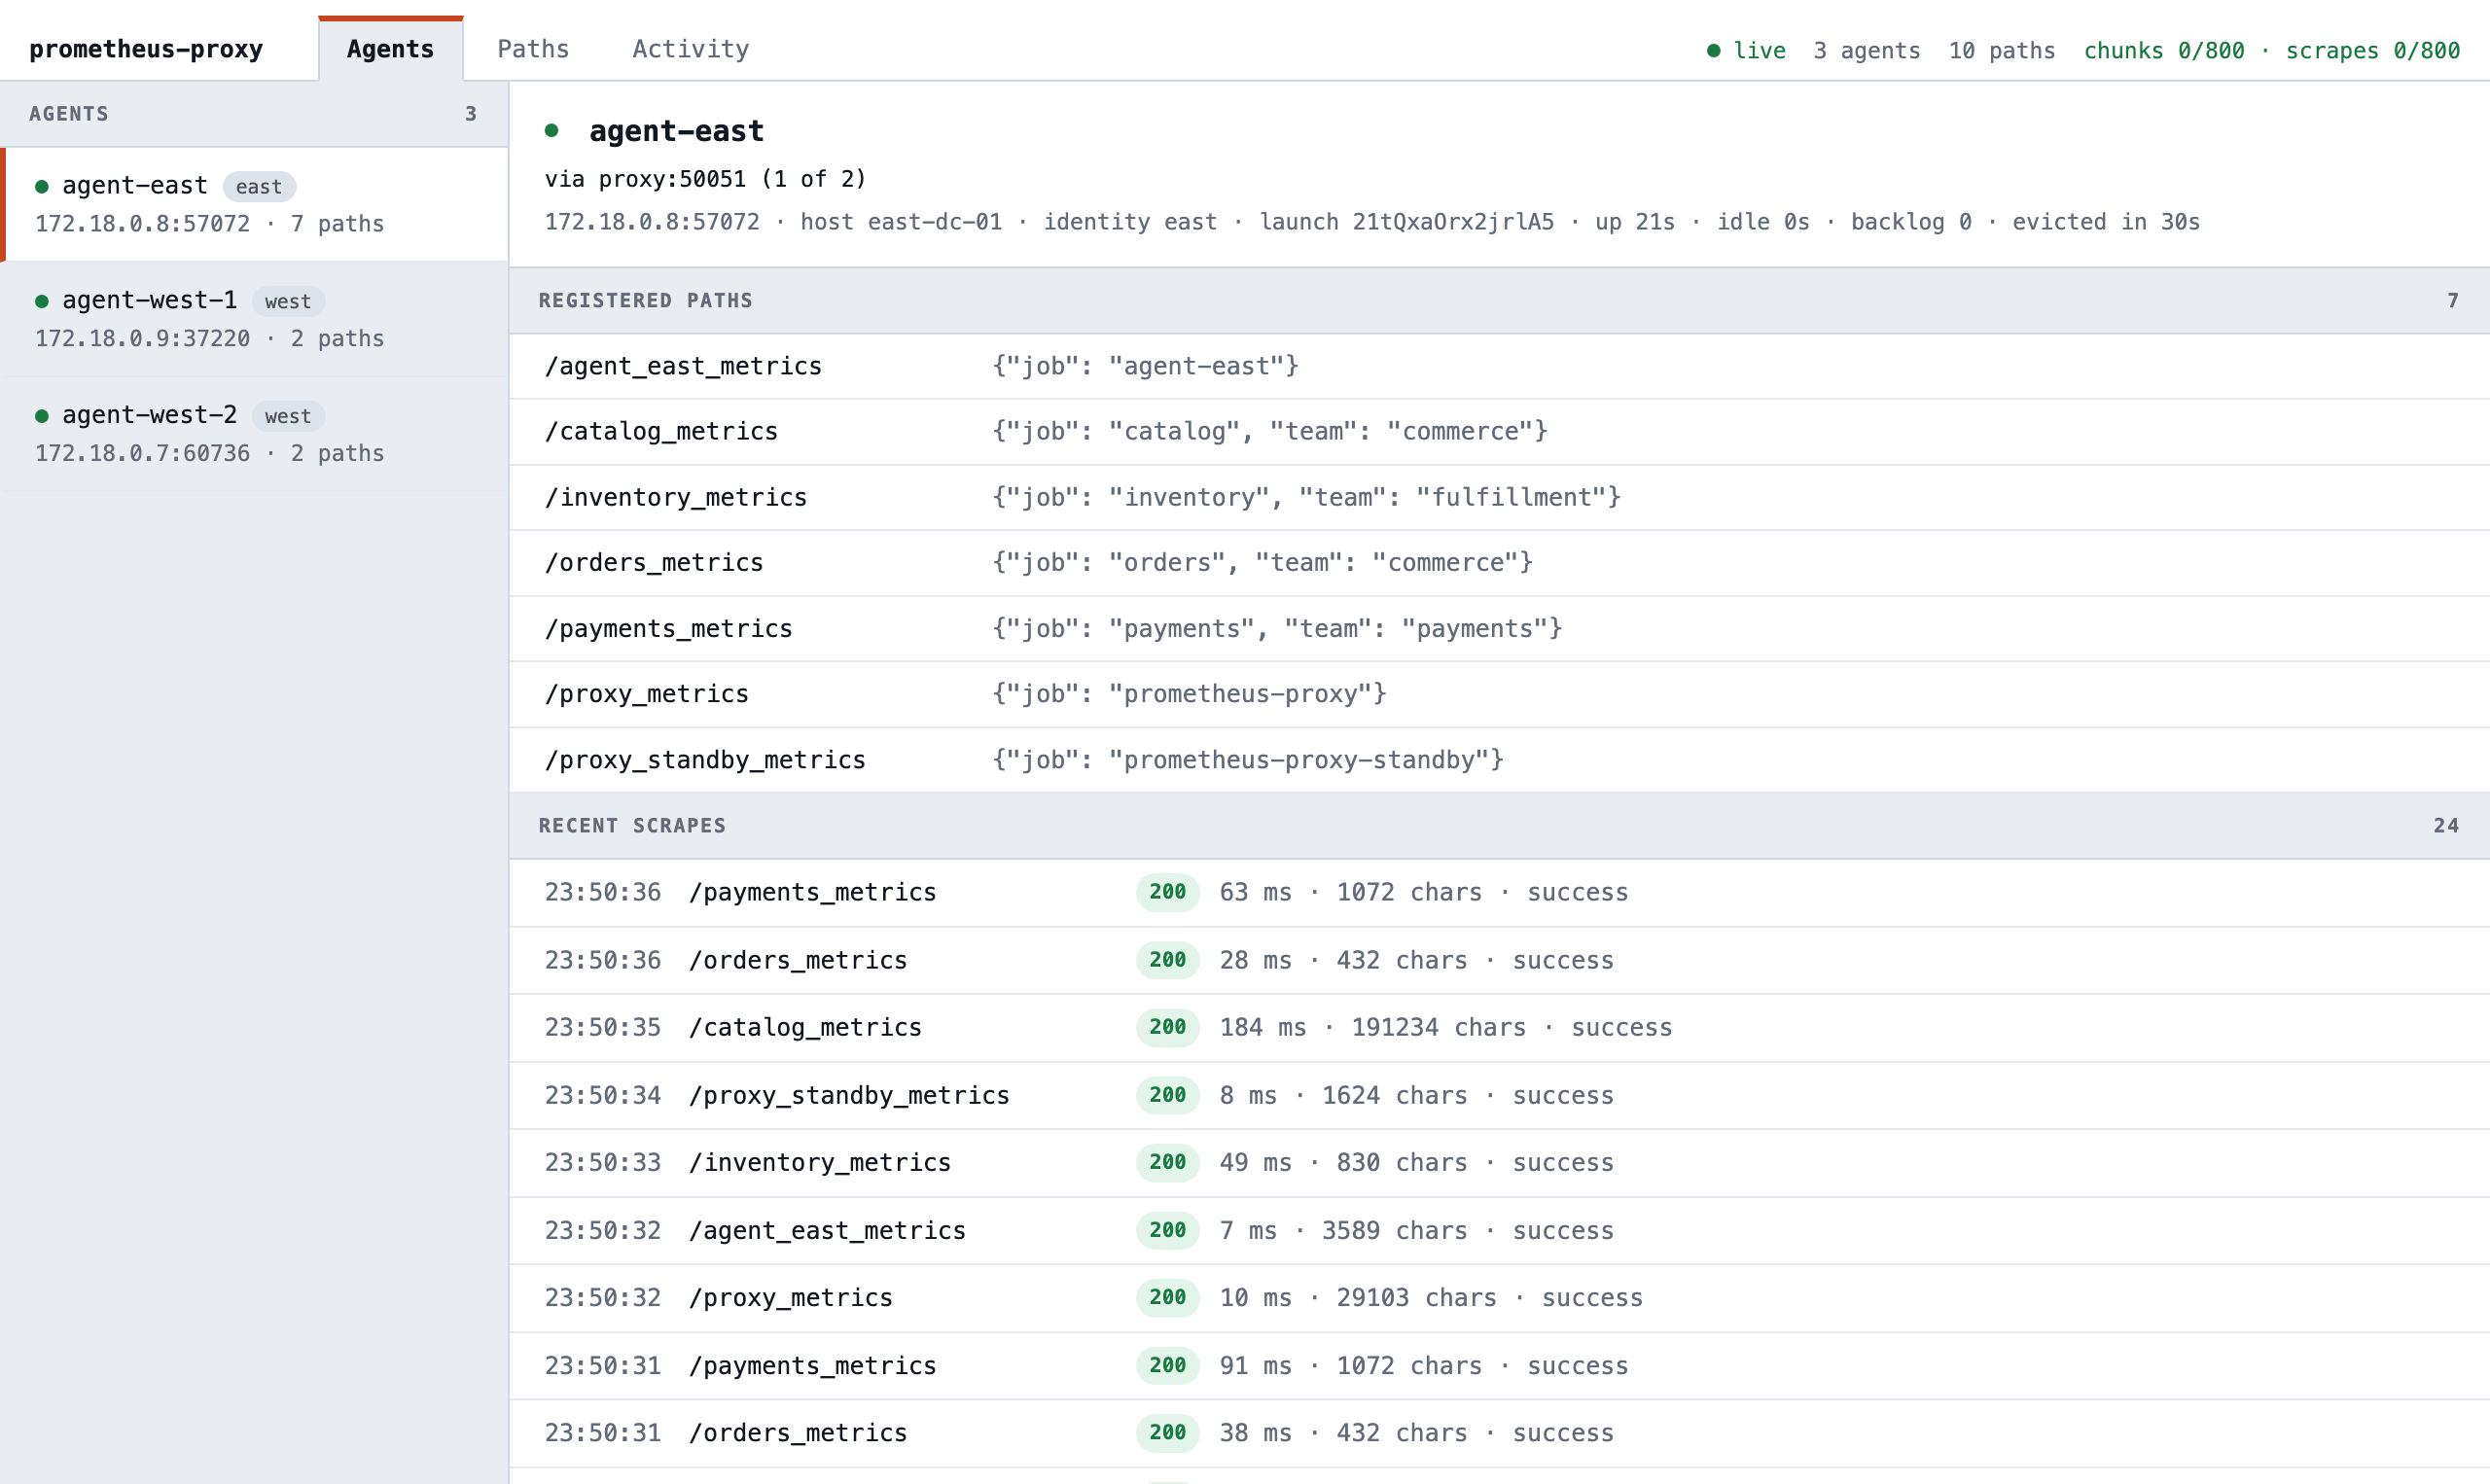 prometheus-proxy Agents Paths Activity live 3 agents 10 paths chunks 0/800 · scrapes 0/800
AGENTS 3
agent-east east
172.18.0.8:57072 · 7 paths
agent-west-1 west
172.18.0.9:37220 · 2 paths
agent-west-2 west
172.18.0.7:60736 · 2 paths
agent-east
via proxy:50051 (1 of 2)
172.18.0.8:57072 · host east-dc-01 · identity east · launch 21tQxaOrx2jrlA5 · up 21s · idle 0s · backlog 0 · evicted in 30s
REGISTERED PATHS 7
/agent_east_metrics {"job": "agent-east"}
/catalog_metrics {"job": "catalog", "team": "commerce"}
/inventory_metrics {"job": "inventory", "team": "fulfillment"}
/orders_metrics {"job": "orders", "team": "commerce"}
/payments_metrics {"job": "payments", "team": "payments"}
/proxy_metrics {"job": "prometheus-proxy"}
/proxy_standby_metrics {"job": "prometheus-proxy-standby"}
RECENT SCRAPES 24
23:50:36 /payments_metrics 200 63 ms · 1072 chars · success
23:50:36 /orders_metrics 200 28 ms · 432 chars · success
23:50:35 /catalog_metrics 200 184 ms · 191234 chars · success
23:50:34 /proxy_standby_metrics 200 8 ms · 1624 chars · success
23:50:33 /inventory_metrics 200 49 ms · 830 chars · success
23:50:32 /agent_east_metrics 200 7 ms · 3589 chars · success
23:50:32 /proxy_metrics 200 10 ms · 29103 chars · success
23:50:31 /payments_metrics 200 91 ms · 1072 chars · success
23:50:31 /orders_metrics 200 38 ms · 432 chars · success